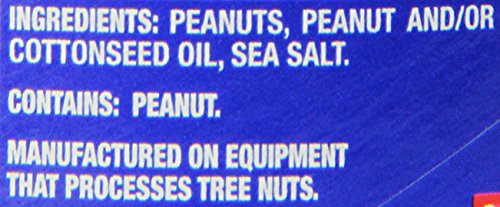 INGREDIENTS: PEANUTS, PEANUT AND/OR
COTTONSEED OIL, SEA SALT.
CONTAINS: PEANUT.
MANUFACTURED ON EQUIPMENT
THAT PROCESSES TREE NUTS.